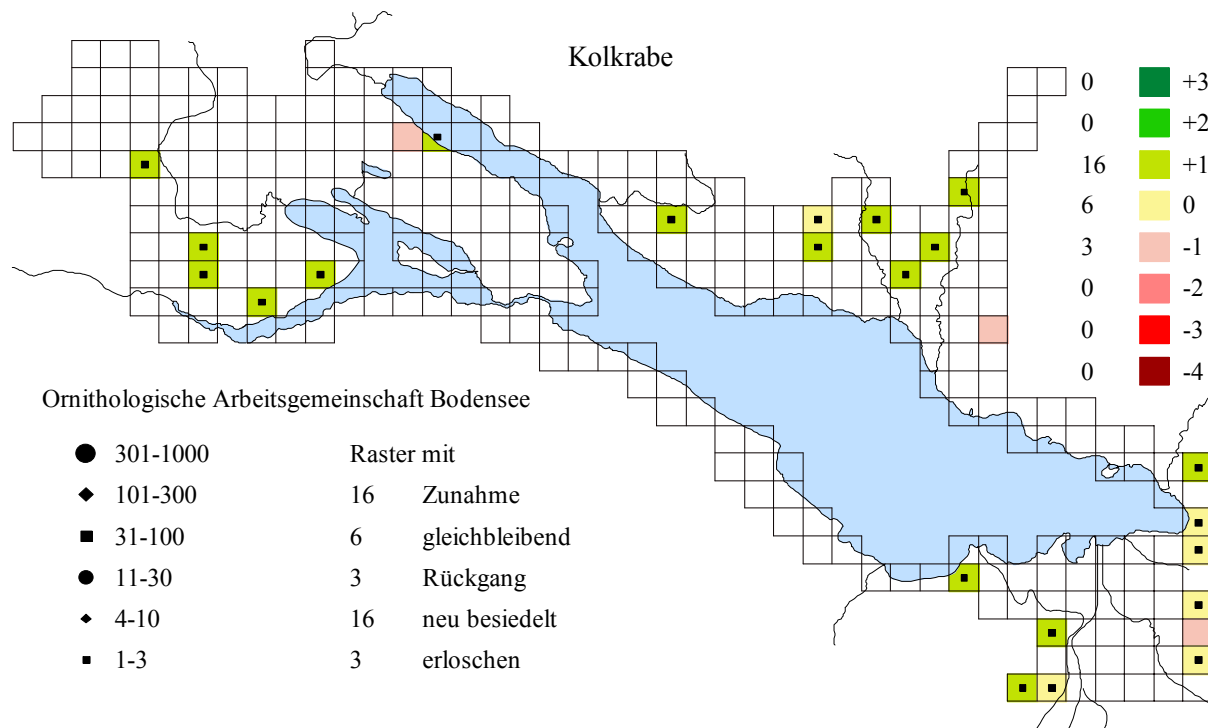 Kolkrabe
0 +3
0 +2
16 +1
6 0
3 -1
0 -2
0 -3
0 -4
Ornithologische Arbeitsgemeinschaft Bodensee
301-1000 Raster mit
101-300 16 Zunahme
31-100 6 gleichbleibend
11-30 3 Rückgang
4-10 16 neu besiedelt
1-3 3 erloschen